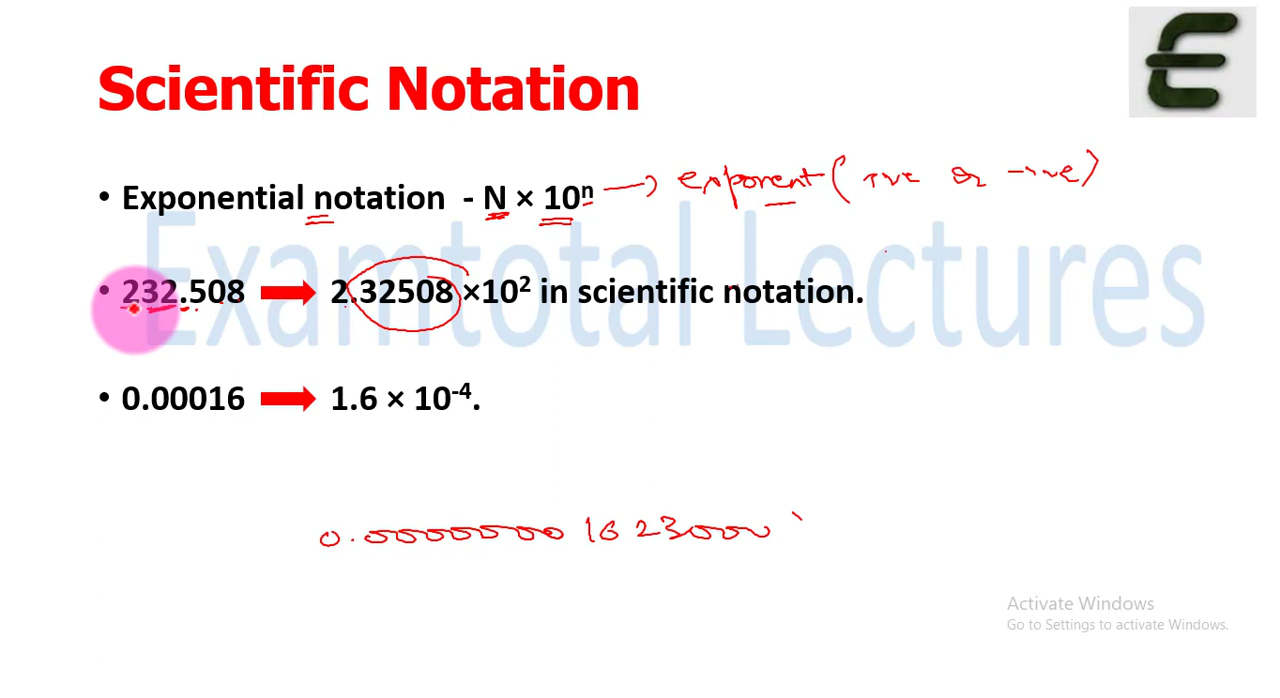 Scientific Notation
• Exponential notation - N × 10ⁿ → exponent (+ve or -ve)
• 232.508 ➡ 2.32508 ×10² in scientific notation.
Examtotal Lectures
• 0.00016 ➡ 1.6 × 10⁻⁴.
Activate Windows
Go to Settings to activate Windows.